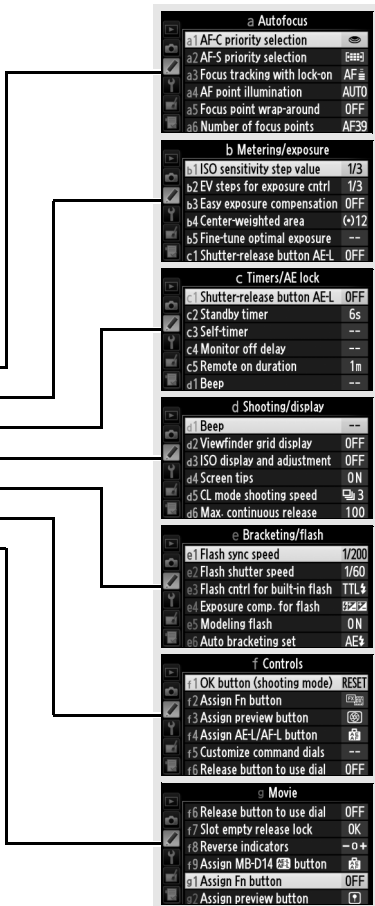 a Autofocus
a1 AF-C priority selection
a2 AF-S priority selection
a3 Focus tracking with lock-on AF
a4 AF point illumination AUTO
a5 Focus point wrap-around OFF
a6 Number of focus points AF39
b Metering/exposure
b1 ISO sensitivity step value 1/3
b2 EV steps for exposure cntrl 1/3
b3 Easy exposure compensation OFF
b4 Center-weighted area (•)12
b5 Fine-tune optimal exposure --
c1 Shutter-release button AE-L OFF
c Timers/AE lock
c1 Shutter-release button AE-L OFF
c2 Standby timer 6s
c3 Self-timer --
c4 Monitor off delay --
c5 Remote on duration 1m
d1 Beep --
d Shooting/display
d1 Beep --
d2 Viewfinder grid display OFF
d3 ISO display and adjustment OFF
d4 Screen tips ON
d5 CL mode shooting speed 3
d6 Max. continuous release 100
e Bracketing/flash
e1 Flash sync speed 1/200
e2 Flash shutter speed 1/60
e3 Flash cntrl for built-in flash TTL
e4 Exposure comp. for flash
e5 Modeling flash ON
e6 Auto bracketing set AE
f Controls
f1 OK button (shooting mode) RESET
f2 Assign Fn button
f3 Assign preview button
f4 Assign AE-L/AF-L button
f5 Customize command dials --
f6 Release button to use dial OFF
g Movie
f6 Release button to use dial OFF
f7 Slot empty release lock OK
f8 Reverse indicators -0+
f9 Assign MB-D14 button
g1 Assign Fn button OFF
g2 Assign preview button